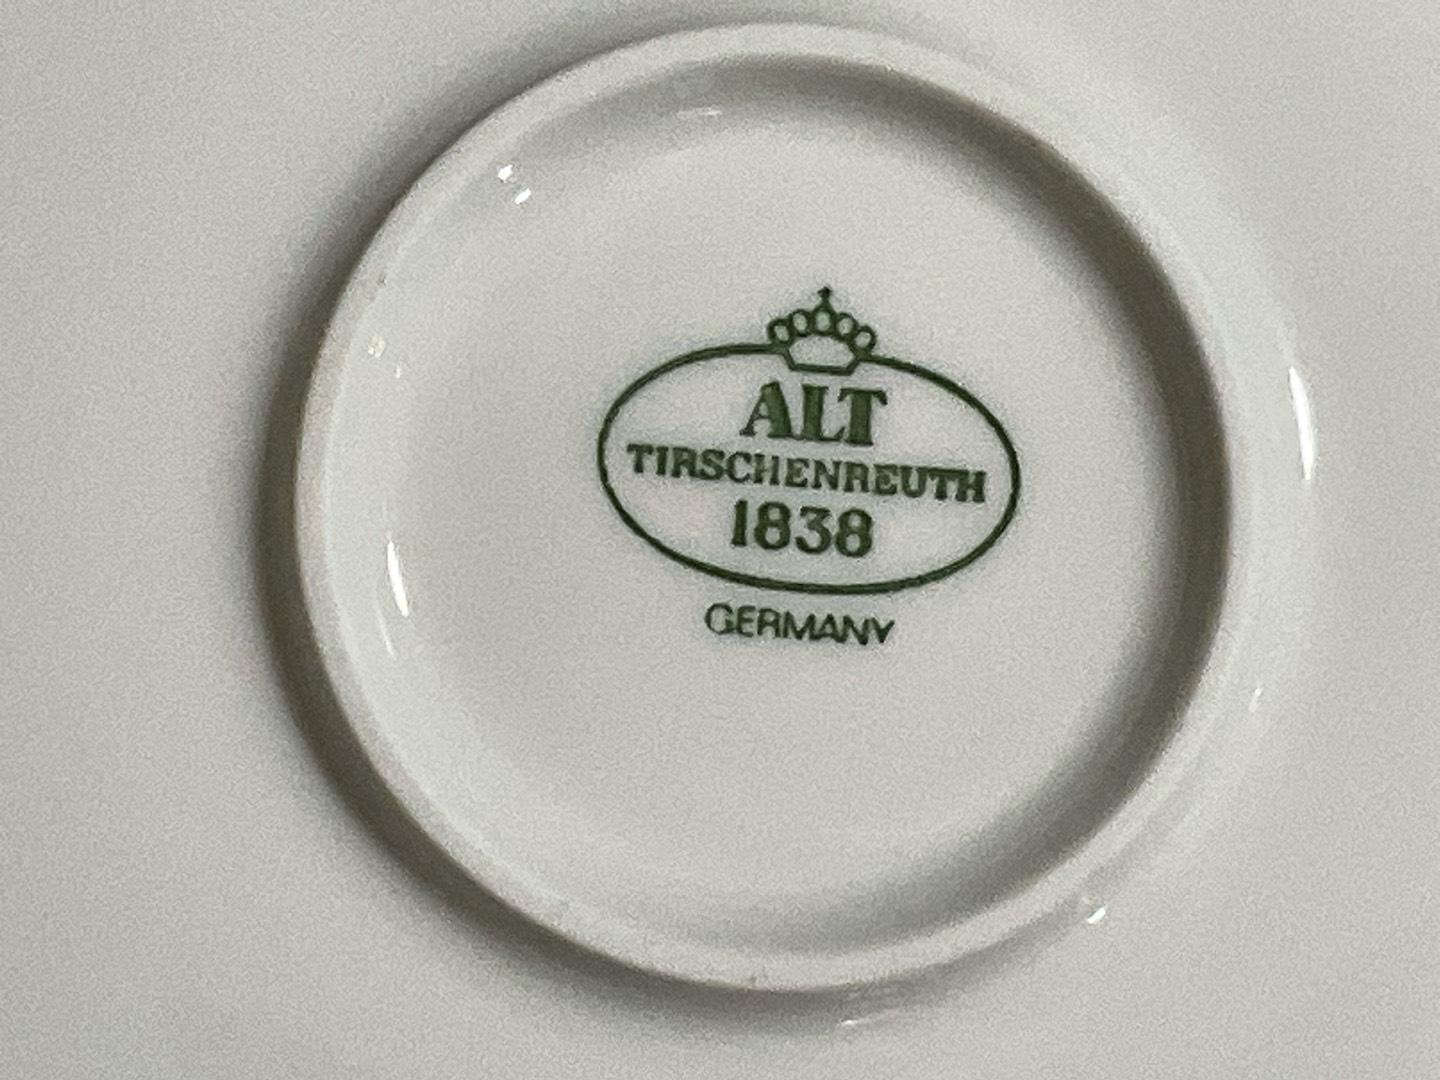 ALT
TIRSCHENREUTH
1838
GERMANY